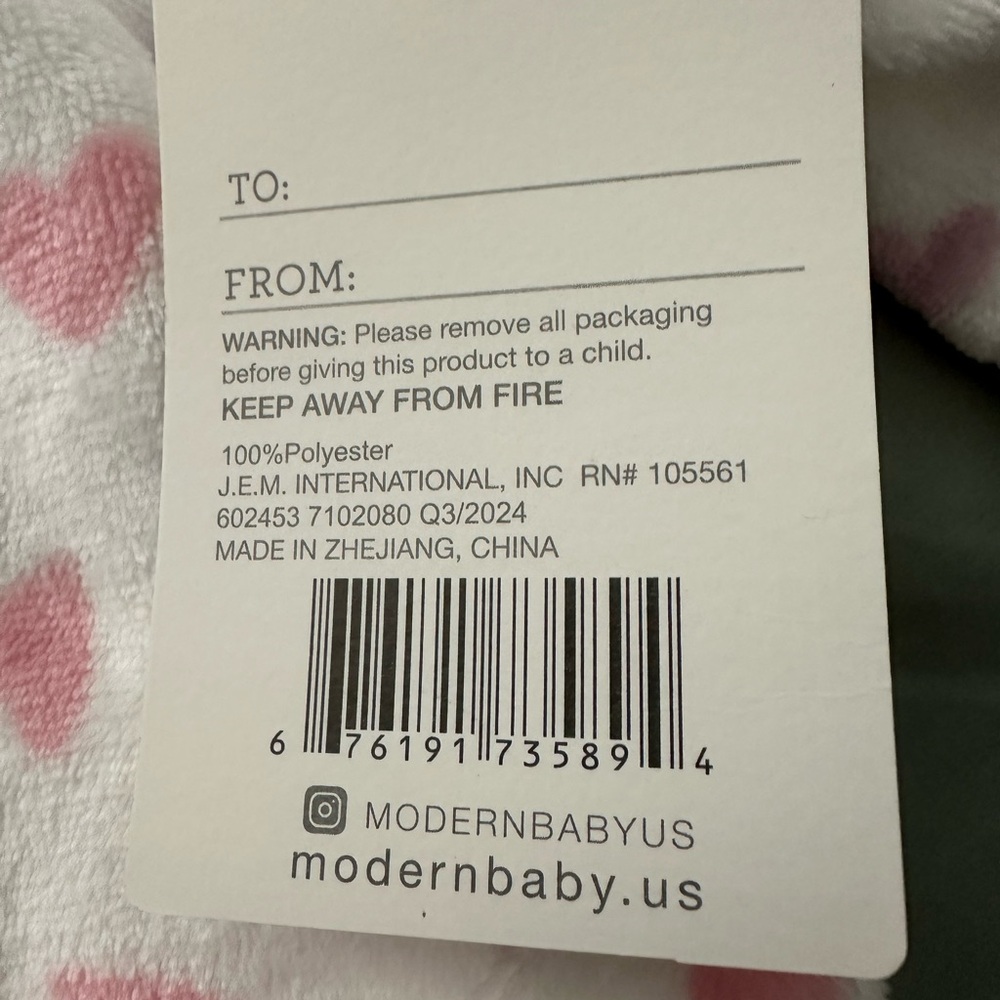 TO:
FROM:
WARNING: Please remove all packaging
before giving this product to a child.
KEEP AWAY FROM FIRE
100%Polyester
J.E.M. INTERNATIONAL, INC RN# 105561
602453 7102080 Q3/2024
MADE IN ZHEJIANG, CHINA
6 76191 73589 4
MODERNBABYUS
modernbaby.us